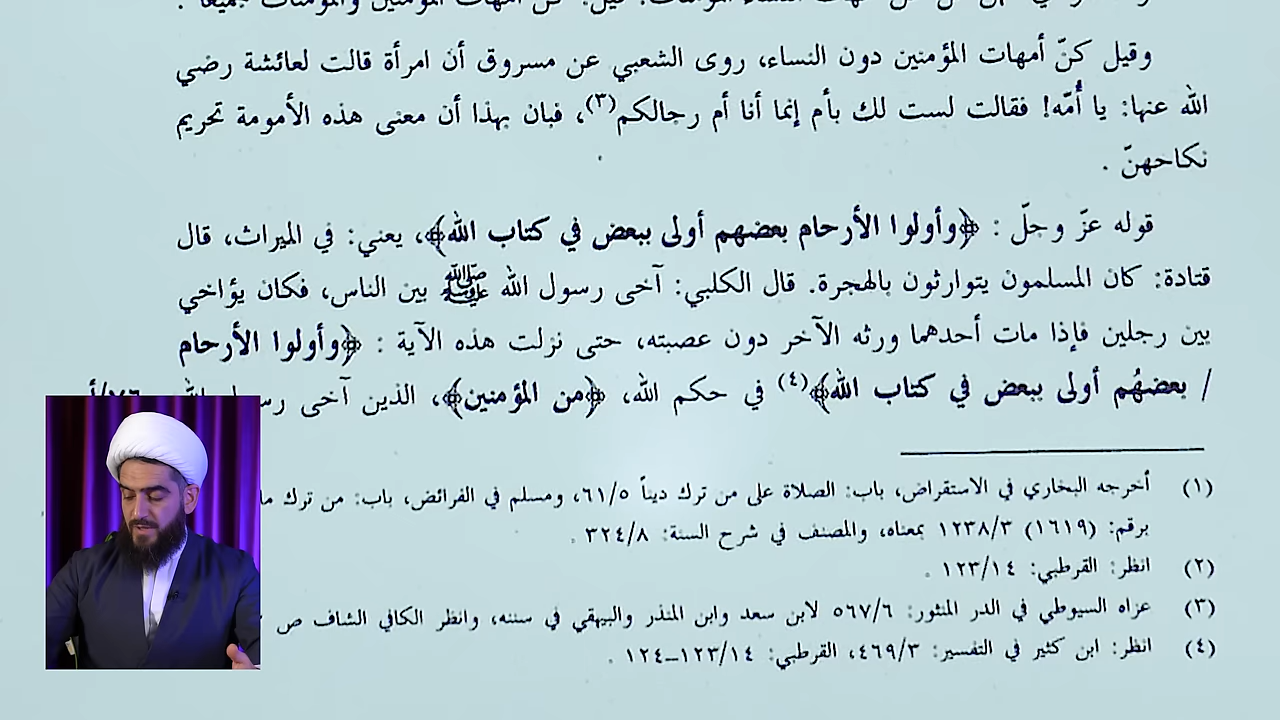 وقيل كنّ أمهات المؤمنين دون النساء، روى الشعبي عن مسروق أن امرأة قالت لعائشة رضي
الله عنها: يا أُمّه! فقالت لست لك بأم إنما أنا أم رجالكم(٣)، فبان بهذا أن معنى هذه الأمومة تحريم
نكاحهنّ .
قوله عزّ وجلّ : ﴿وأولوا الأرحام بعضهم أولى ببعض في كتاب الله﴾، يعني: في الميراث، قال
قتادة: كان المسلمون يتوارثون بالهجرة. قال الكلبي: آخى رسول الله ﷺ بين الناس، فكان يؤاخي
بين رجلين فإذا مات أحدهما ورثه الآخر دون عصبته، حتى نزلت هذه الآية : ﴿وأولوا الأرحام
/ بعضهُم أولى ببعض في كتاب الله﴾(٤) في حكم الله، ﴿من المؤمنين﴾، الذين آخى
(١) أخرجه البخاري في الاستقراض، باب: الصلاة على من ترك ديناً ٦١/٥، ومسلم في الفرائض، باب: من ترك
برقم: (١٦١٩) ١٢٣٨/٣ بمعناه، والمصنف في شرح السنة: ٣٢٤/٨ .
(٢) انظر: القرطبي: ١٢٣/١٤ .
(٣) عزاه السيوطي في الدر المنثور: ٥٦٧/٦ لابن سعد وابن المنذر والبيهقي في سننه، وانظر الكافي الشاف ص
(٤) انظر: ابن كثير في التفسير: ٤٦٩/٣، القرطبي: ١٢٣/١٤–١٢٤ .